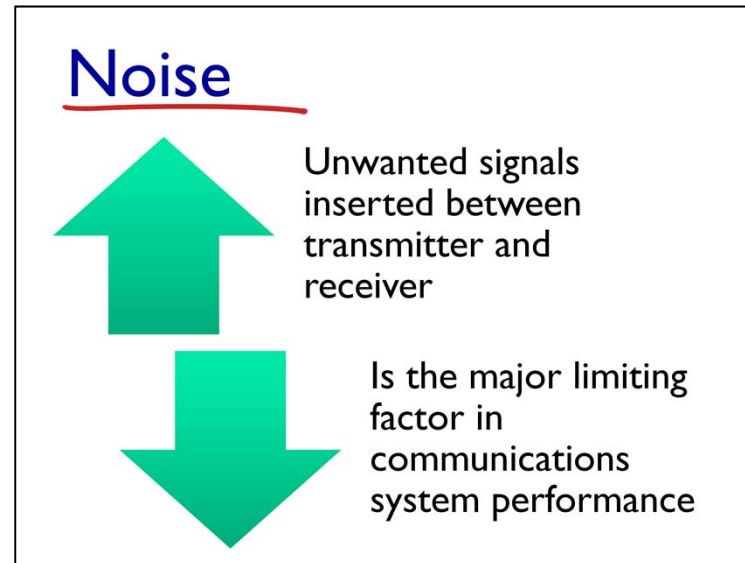 Noise
Unwanted signals
inserted between
transmitter and
receiver
Is the major limiting
factor in
communications
system performance